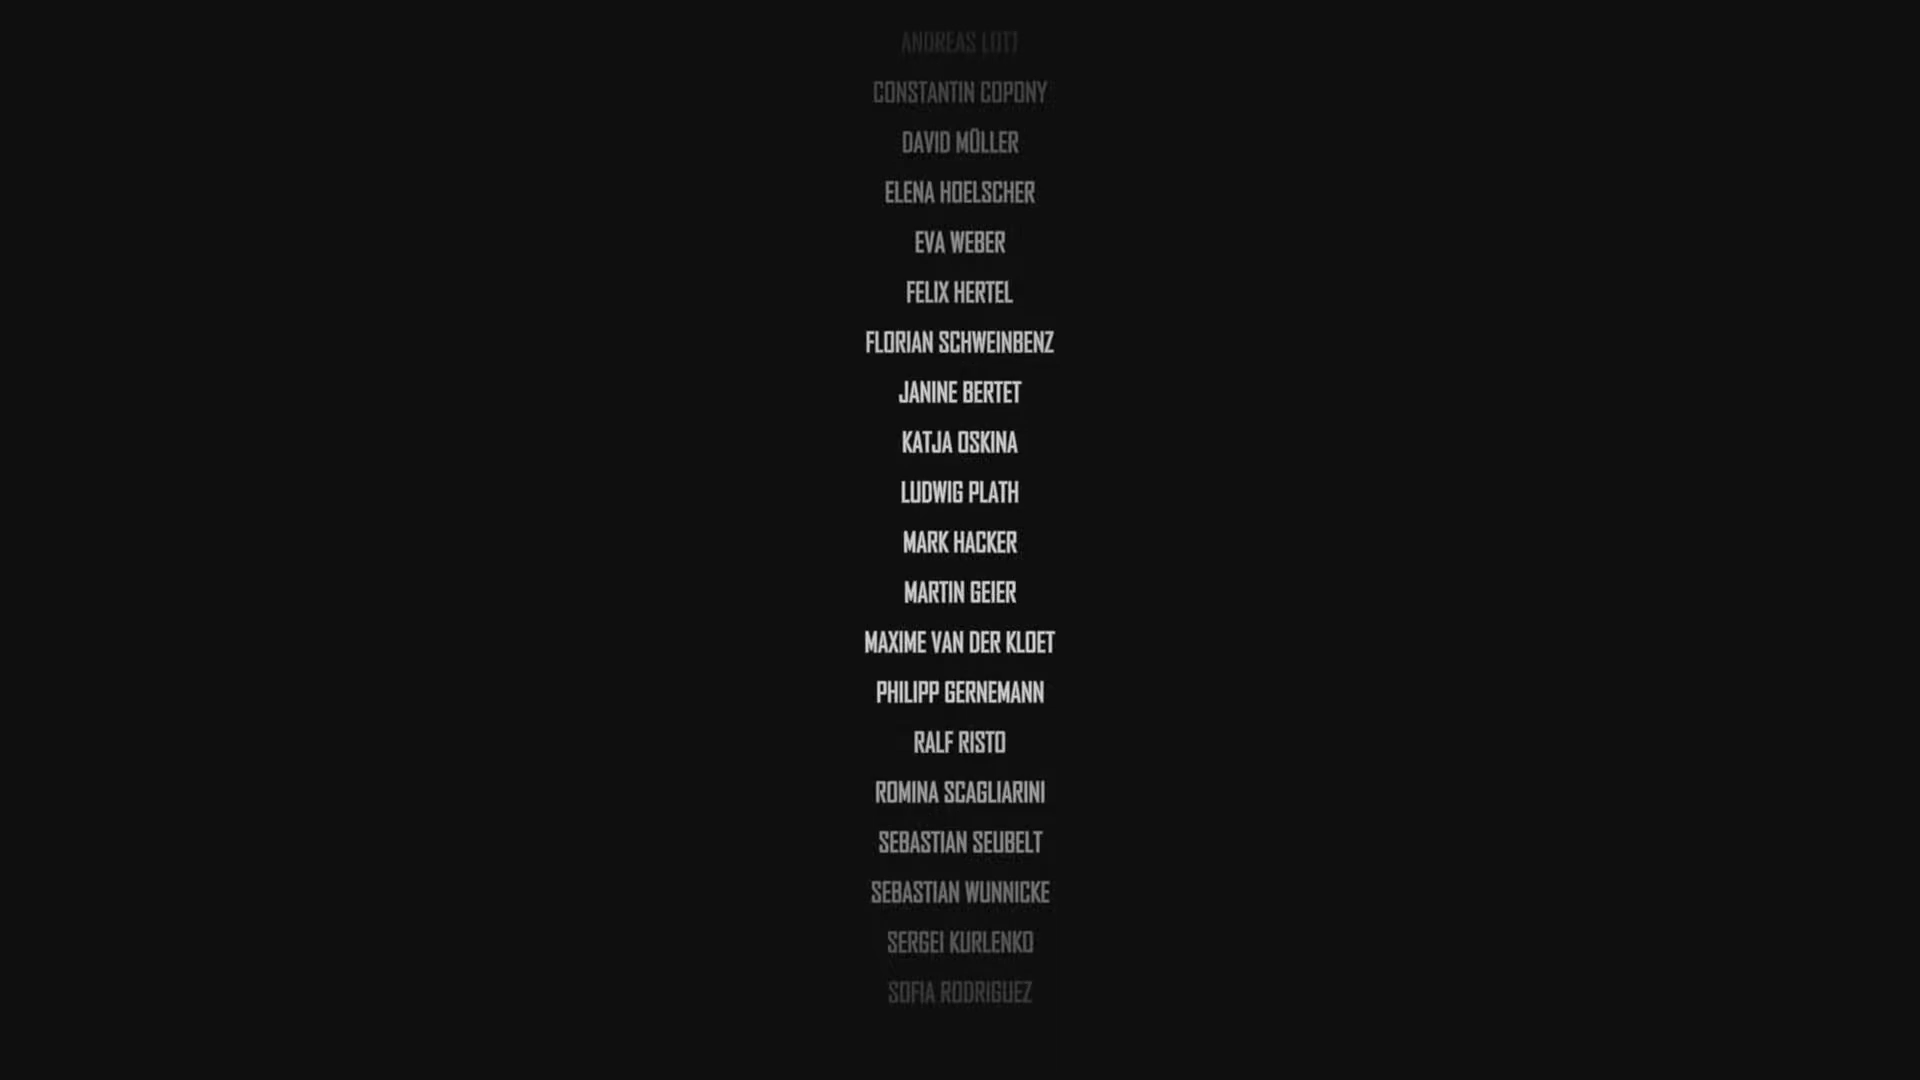 ANDREAS LOTT
CONSTANTIN COPONY
DAVID MÜLLER
ELENA HOELSCHER
EVA WEBER
FELIX HERTEL
FLORIAN SCHWEINBENZ
JANINE BERTET
KATJA OSKINA
LUDWIG PLATH
MARK HACKER
MARTIN GEIER
MAXIME VAN DER KLOET
PHILIPP GERNEMANN
RALF RISTO
ROMINA SCAGLIARINI
SEBASTIAN SEUBELT
SEBASTIAN WUNNICKE
SERGEI KURLENKO
SOFIA RODRIGUEZ